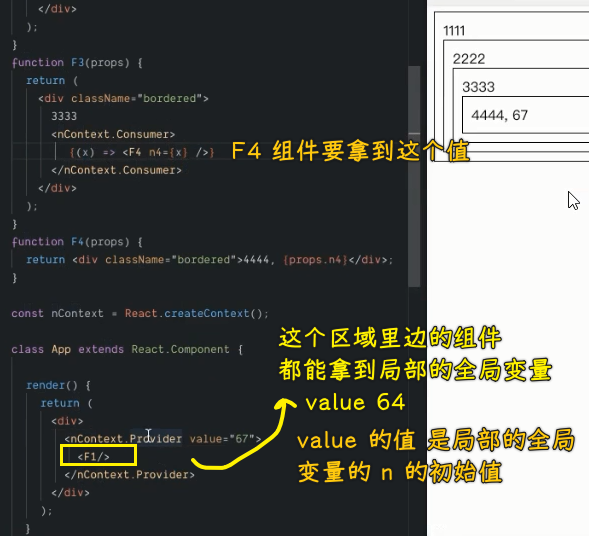 </div>
);
}
function F3(props) {
return (
<div className="bordered">
3333
<nContext.Consumer>
{(x) => <F4 n4={x} />}
</nContext.Consumer>
</div>
);
}
function F4(props) {
return <div className="bordered">4444, {props.n4}</div>;
}
const nContext = React.createContext();
class App extends React.Component {
render() {
return (
<div>
<nContext.Provider value="67">
<F1/>
</nContext.Provider>
</div>
);
}
F4 组件要拿到这个值
这个区域里边的组件
都能拿到局部的全局变量
value 64
value 的值 是局部的全局
变量的 n 的初始值
1111
2222
3333
4444, 67